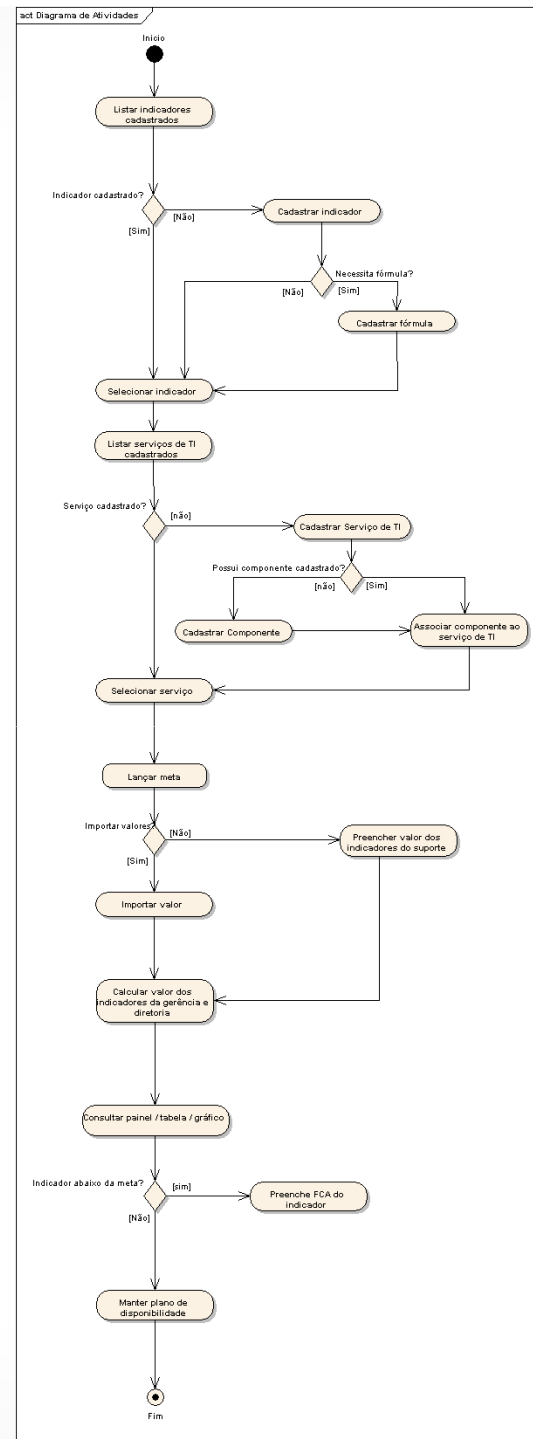 act Diagrama de Atividades
Inicio
Listar indicadores
cadastrados
Indicador cadastrado?
[Não]
[Sim]
Cadastrar indicador
Necessita fórmula?
[Não]
[Sim]
Cadastrar fórmula
Selecionar indicador
Listar serviços de TI
cadastrados
Serviço cadastrado?
[não]
Cadastrar Serviço de TI
Possui componente cadastrado?
[não]
[Sim]
Cadastrar Componente
Associar componente ao
serviço de TI
Selecionar serviço
Lançar meta
Importar valores?
[Não]
[Sim]
Preencher valor dos
indicadores do suporte
Importar valor
Calcular valor dos
indicadores da gerência e
diretoria
Consultar painel / tabela / gráfico
Indicador abaixo da meta?
[sim]
[Não]
Preenche FCA do
indicador
Manter plano de
disponibilidade
Fim